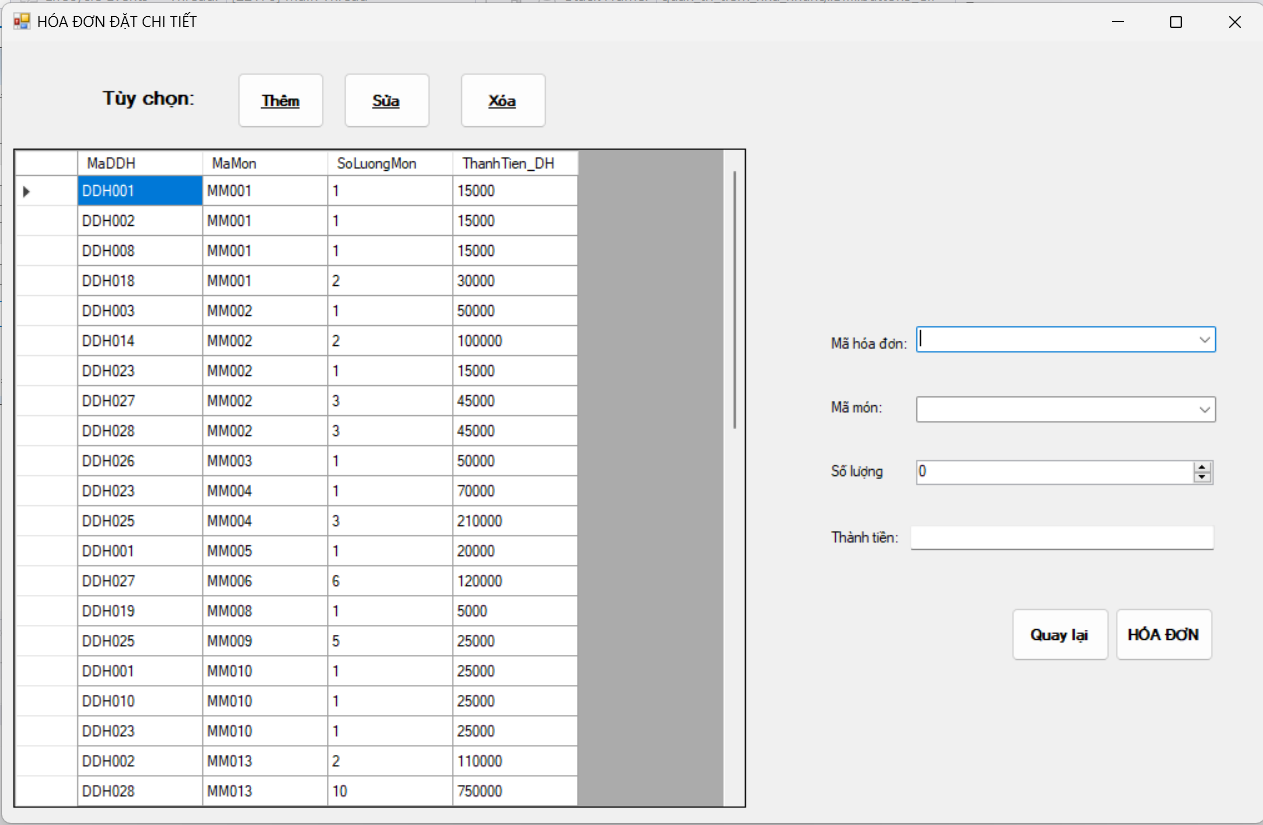 HÓA ĐƠN ĐẶT CHI TIẾT
Tùy chọn: Thêm Sửa Xóa
MaDDH MaMon SoLuongMon ThanhTien_DH
DDH001 MM001 1 15000
DDH002 MM001 1 15000
DDH008 MM001 1 15000
DDH018 MM001 2 30000
DDH003 MM002 1 50000
DDH014 MM002 2 100000
DDH023 MM002 1 15000
DDH027 MM002 3 45000
DDH028 MM002 3 45000
DDH026 MM003 1 50000
DDH023 MM004 1 70000
DDH025 MM004 3 210000
DDH001 MM005 1 20000
DDH027 MM006 6 120000
DDH019 MM008 1 5000
DDH025 MM009 5 25000
DDH001 MM010 1 25000
DDH010 MM010 1 25000
DDH023 MM010 1 25000
DDH002 MM013 2 110000
DDH028 MM013 10 750000
Mã hóa đơn:
Mã món:
Số lượng 0
Thành tiền:
Quay lại HÓA ĐƠN